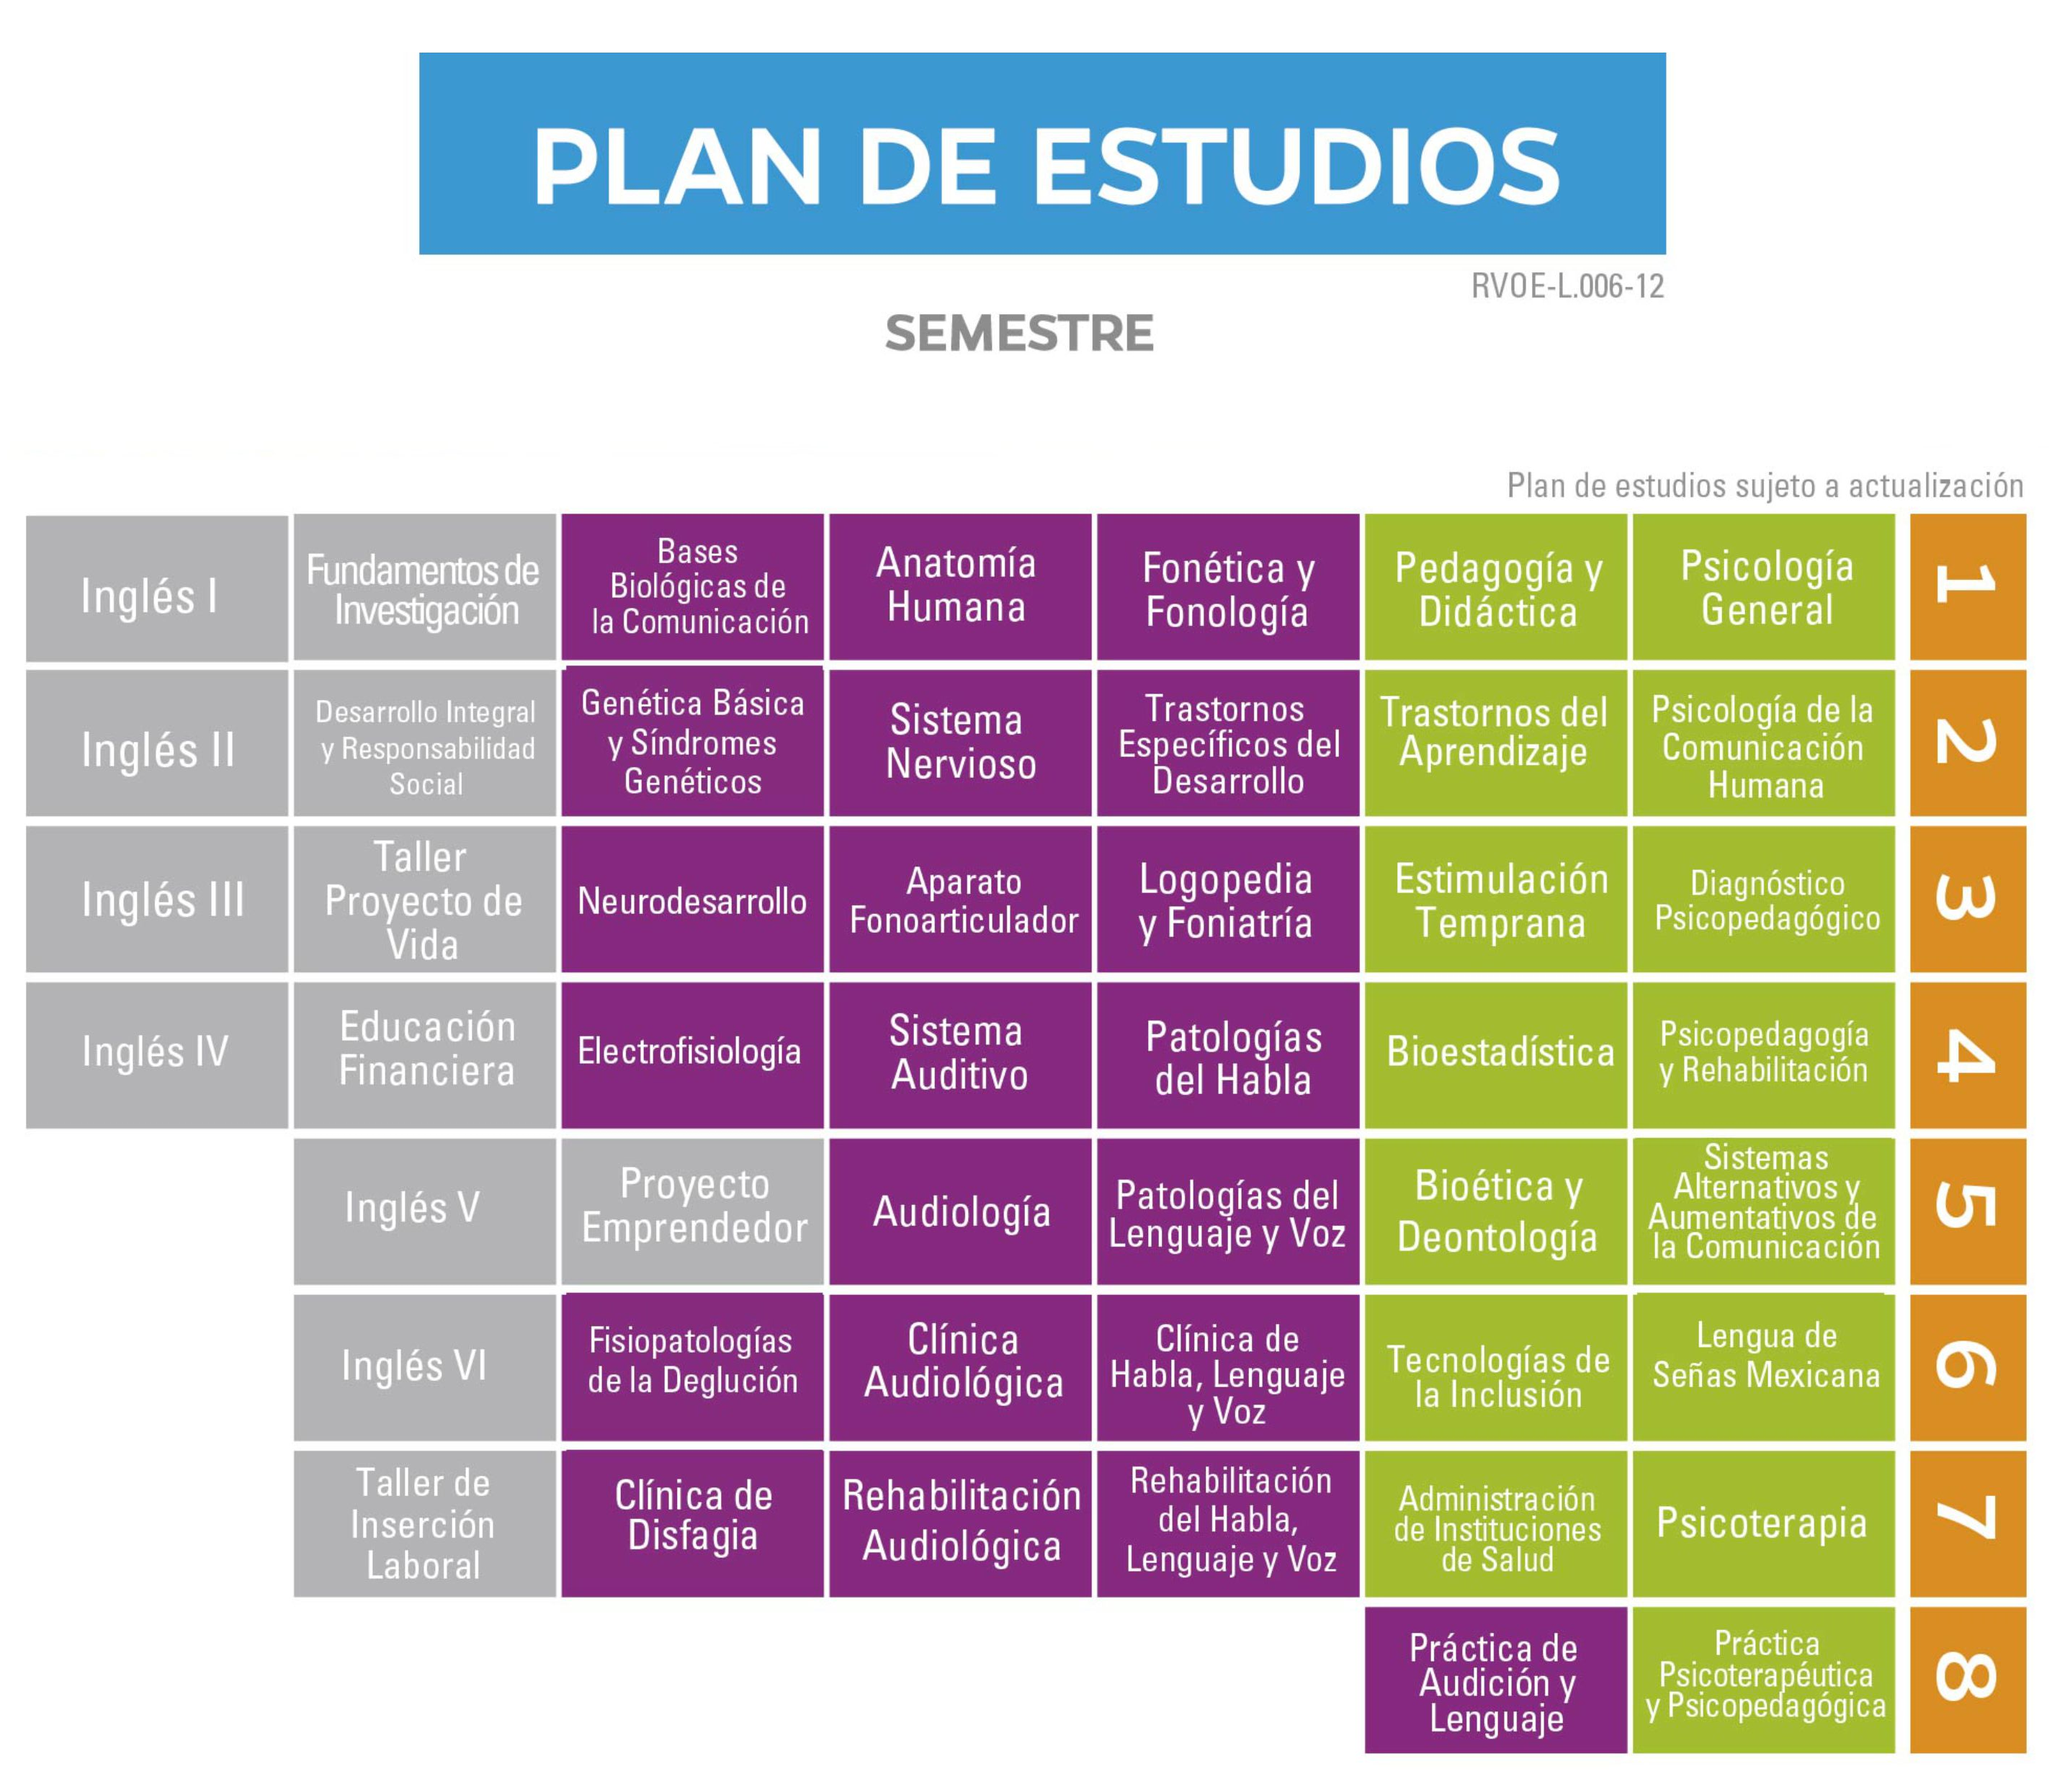 PLAN DE ESTUDIOS
RVOE-L.006-12
SEMESTRE
Plan de estudios sujeto a actualización
Inglés I
Fundamentos de
Investigación
Bases
Biológicas de
la Comunicación
Anatomía
Humana
Fonética y
Fonología
Pedagogía y
Didáctica
Psicología
General
1
Inglés II
Desarrollo Integral
y Responsabilidad
Social
Genética Básica
y Síndromes
Genéticos
Sistema
Nervioso
Trastornos
Específicos del
Desarrollo
Trastornos del
Aprendizaje
Psicología de la
Comunicación
Humana
2
Inglés III
Taller
Proyecto de
Vida
Neurodesarrollo
Aparato
Fonoarticulador
Logopedia
y Foniatría
Estimulación
Temprana
Diagnóstico
Psicopedagógico
3
Inglés IV
Educación
Financiera
Electrofisiología
Sistema
Auditivo
Patologías
del Habla
Bioestadística
Psicopedagogía
y Rehabilitación
4
Inglés V
Proyecto
Emprendedor
Audiología
Patologías del
Lenguaje y Voz
Bioética y
Deontología
Sistemas
Alternativos y
Aumentativos de
la Comunicación
5
Inglés VI
Fisiopatologías
de la Deglución
Clínica
Audiológica
Clínica de
Habla, Lenguaje
y Voz
Tecnologías de
la Inclusión
Lengua de
Señas Mexicana
6
Taller de
Inserción
Laboral
Clínica de
Disfagia
Rehabilitación
Audiológica
Rehabilitación
del Habla,
Lenguaje y Voz
Administración
de Instituciones
de Salud
Psicoterapia
7
Práctica de
Audición y
Lenguaje
Práctica
Psicoterapéutica
y Psicopedagógica
8